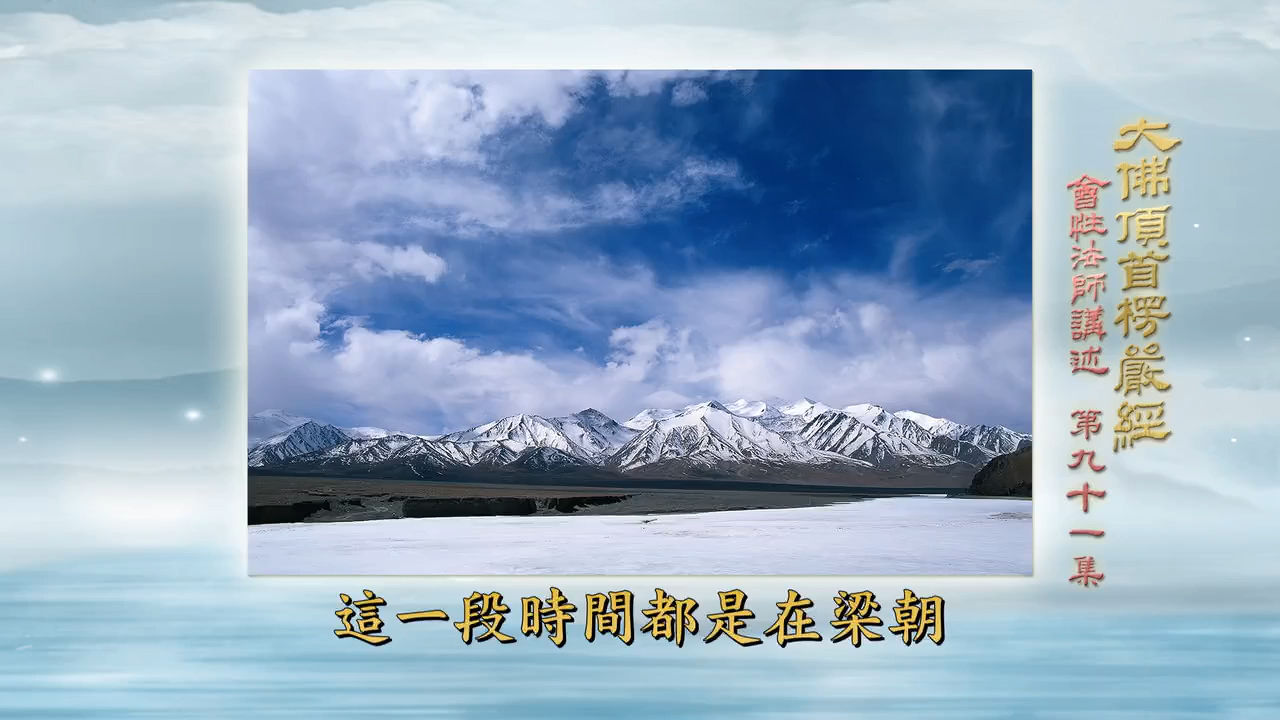 大佛頂首楞嚴經
會性法師講述 第九十一集
這一段時間都是在梁朝